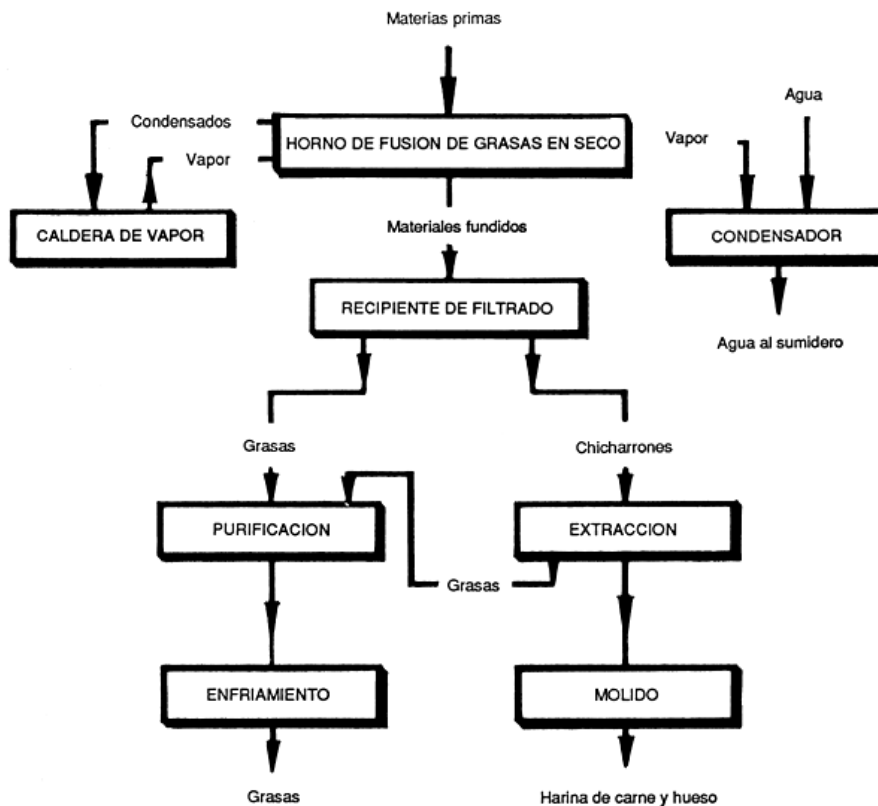 Materias primas
Agua
Condensados
HORNO DE FUSION DE GRASAS EN SECO
Vapor
Vapor
CALDERA DE VAPOR
Materiales fundidos
CONDENSADOR
RECIPIENTE DE FILTRADO
Agua al sumidero
Grasas
Chicharrones
PURIFICACION
EXTRACCION
Grasas
ENFRIAMIENTO
MOLIDO
Grasas
Harina de carne y hueso